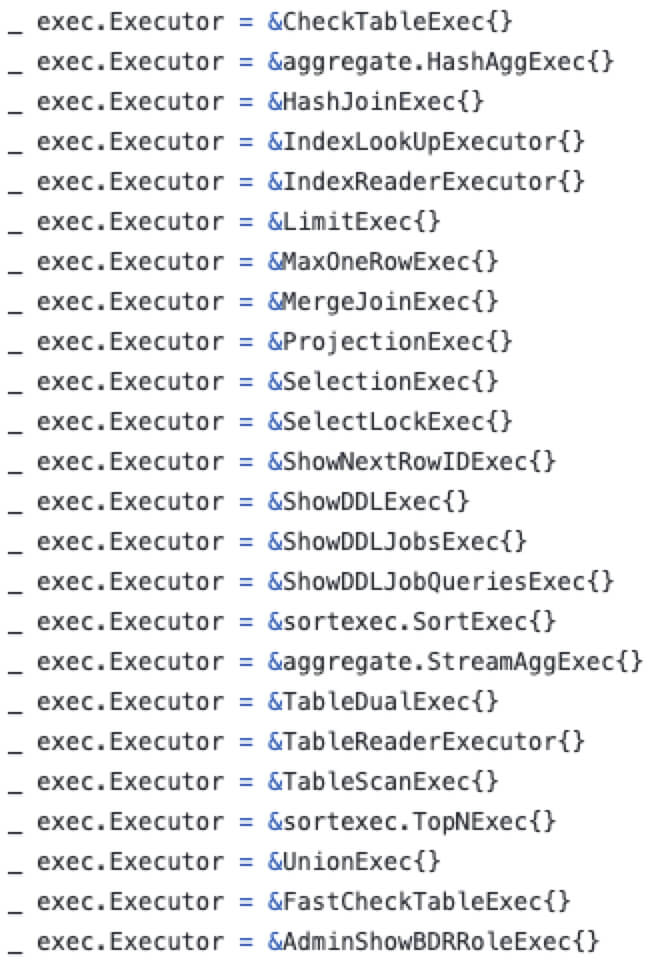 _ exec.Executor = &CheckTableExec{}
_ exec.Executor = &aggregate.HashAggExec{}
_ exec.Executor = &HashJoinExec{}
_ exec.Executor = &IndexLookUpExecutor{}
_ exec.Executor = &IndexReaderExecutor{}
_ exec.Executor = &LimitExec{}
_ exec.Executor = &MaxOneRowExec{}
_ exec.Executor = &MergeJoinExec{}
_ exec.Executor = &ProjectionExec{}
_ exec.Executor = &SelectionExec{}
_ exec.Executor = &SelectLockExec{}
_ exec.Executor = &ShowNextRowIDExec{}
_ exec.Executor = &ShowDDLExec{}
_ exec.Executor = &ShowDDLJobsExec{}
_ exec.Executor = &ShowDDLJobQueriesExec{}
_ exec.Executor = &sortexec.SortExec{}
_ exec.Executor = &aggregate.StreamAggExec{}
_ exec.Executor = &TableDualExec{}
_ exec.Executor = &TableReaderExecutor{}
_ exec.Executor = &TableScanExec{}
_ exec.Executor = &sortexec.TopNExec{}
_ exec.Executor = &UnionExec{}
_ exec.Executor = &FastCheckTableExec{}
_ exec.Executor = &AdminShowBDRRoleExec{}